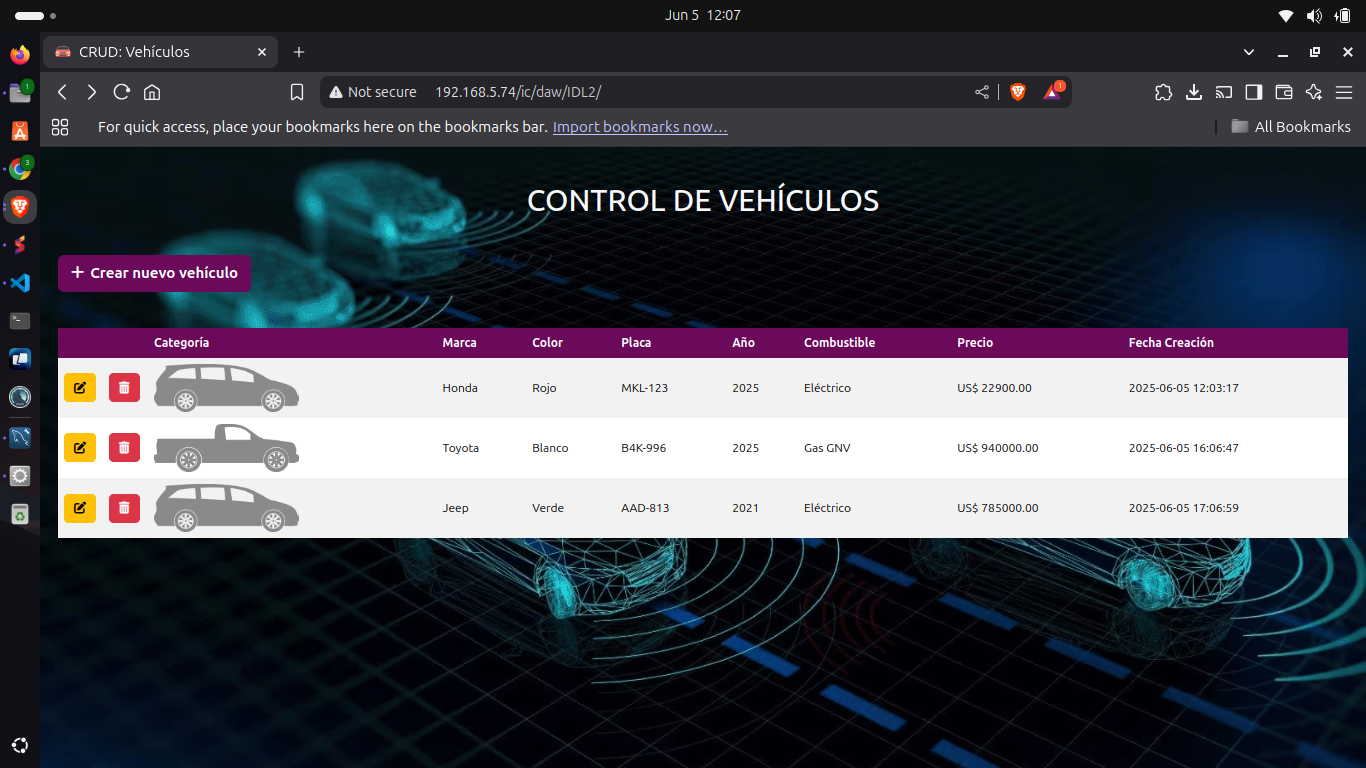 Jun 5 12:07
1
CRUD: Vehículos
Not secure 192.168.5.74/ic/daw/IDL2/
1
For quick access, place your bookmarks here on the bookmarks bar. Import bookmarks now…
All Bookmarks
3
CONTROL DE VEHÍCULOS
+ Crear nuevo vehículo
Categoría Marca Color Placa Año Combustible Precio Fecha Creación
Honda Rojo MKL-123 2025 Eléctrico US$ 22900.00 2025-06-05 12:03:17
Toyota Blanco B4K-996 2025 Gas GNV US$ 940000.00 2025-06-05 16:06:47
Jeep Verde AAD-813 2021 Eléctrico US$ 785000.00 2025-06-05 17:06:59